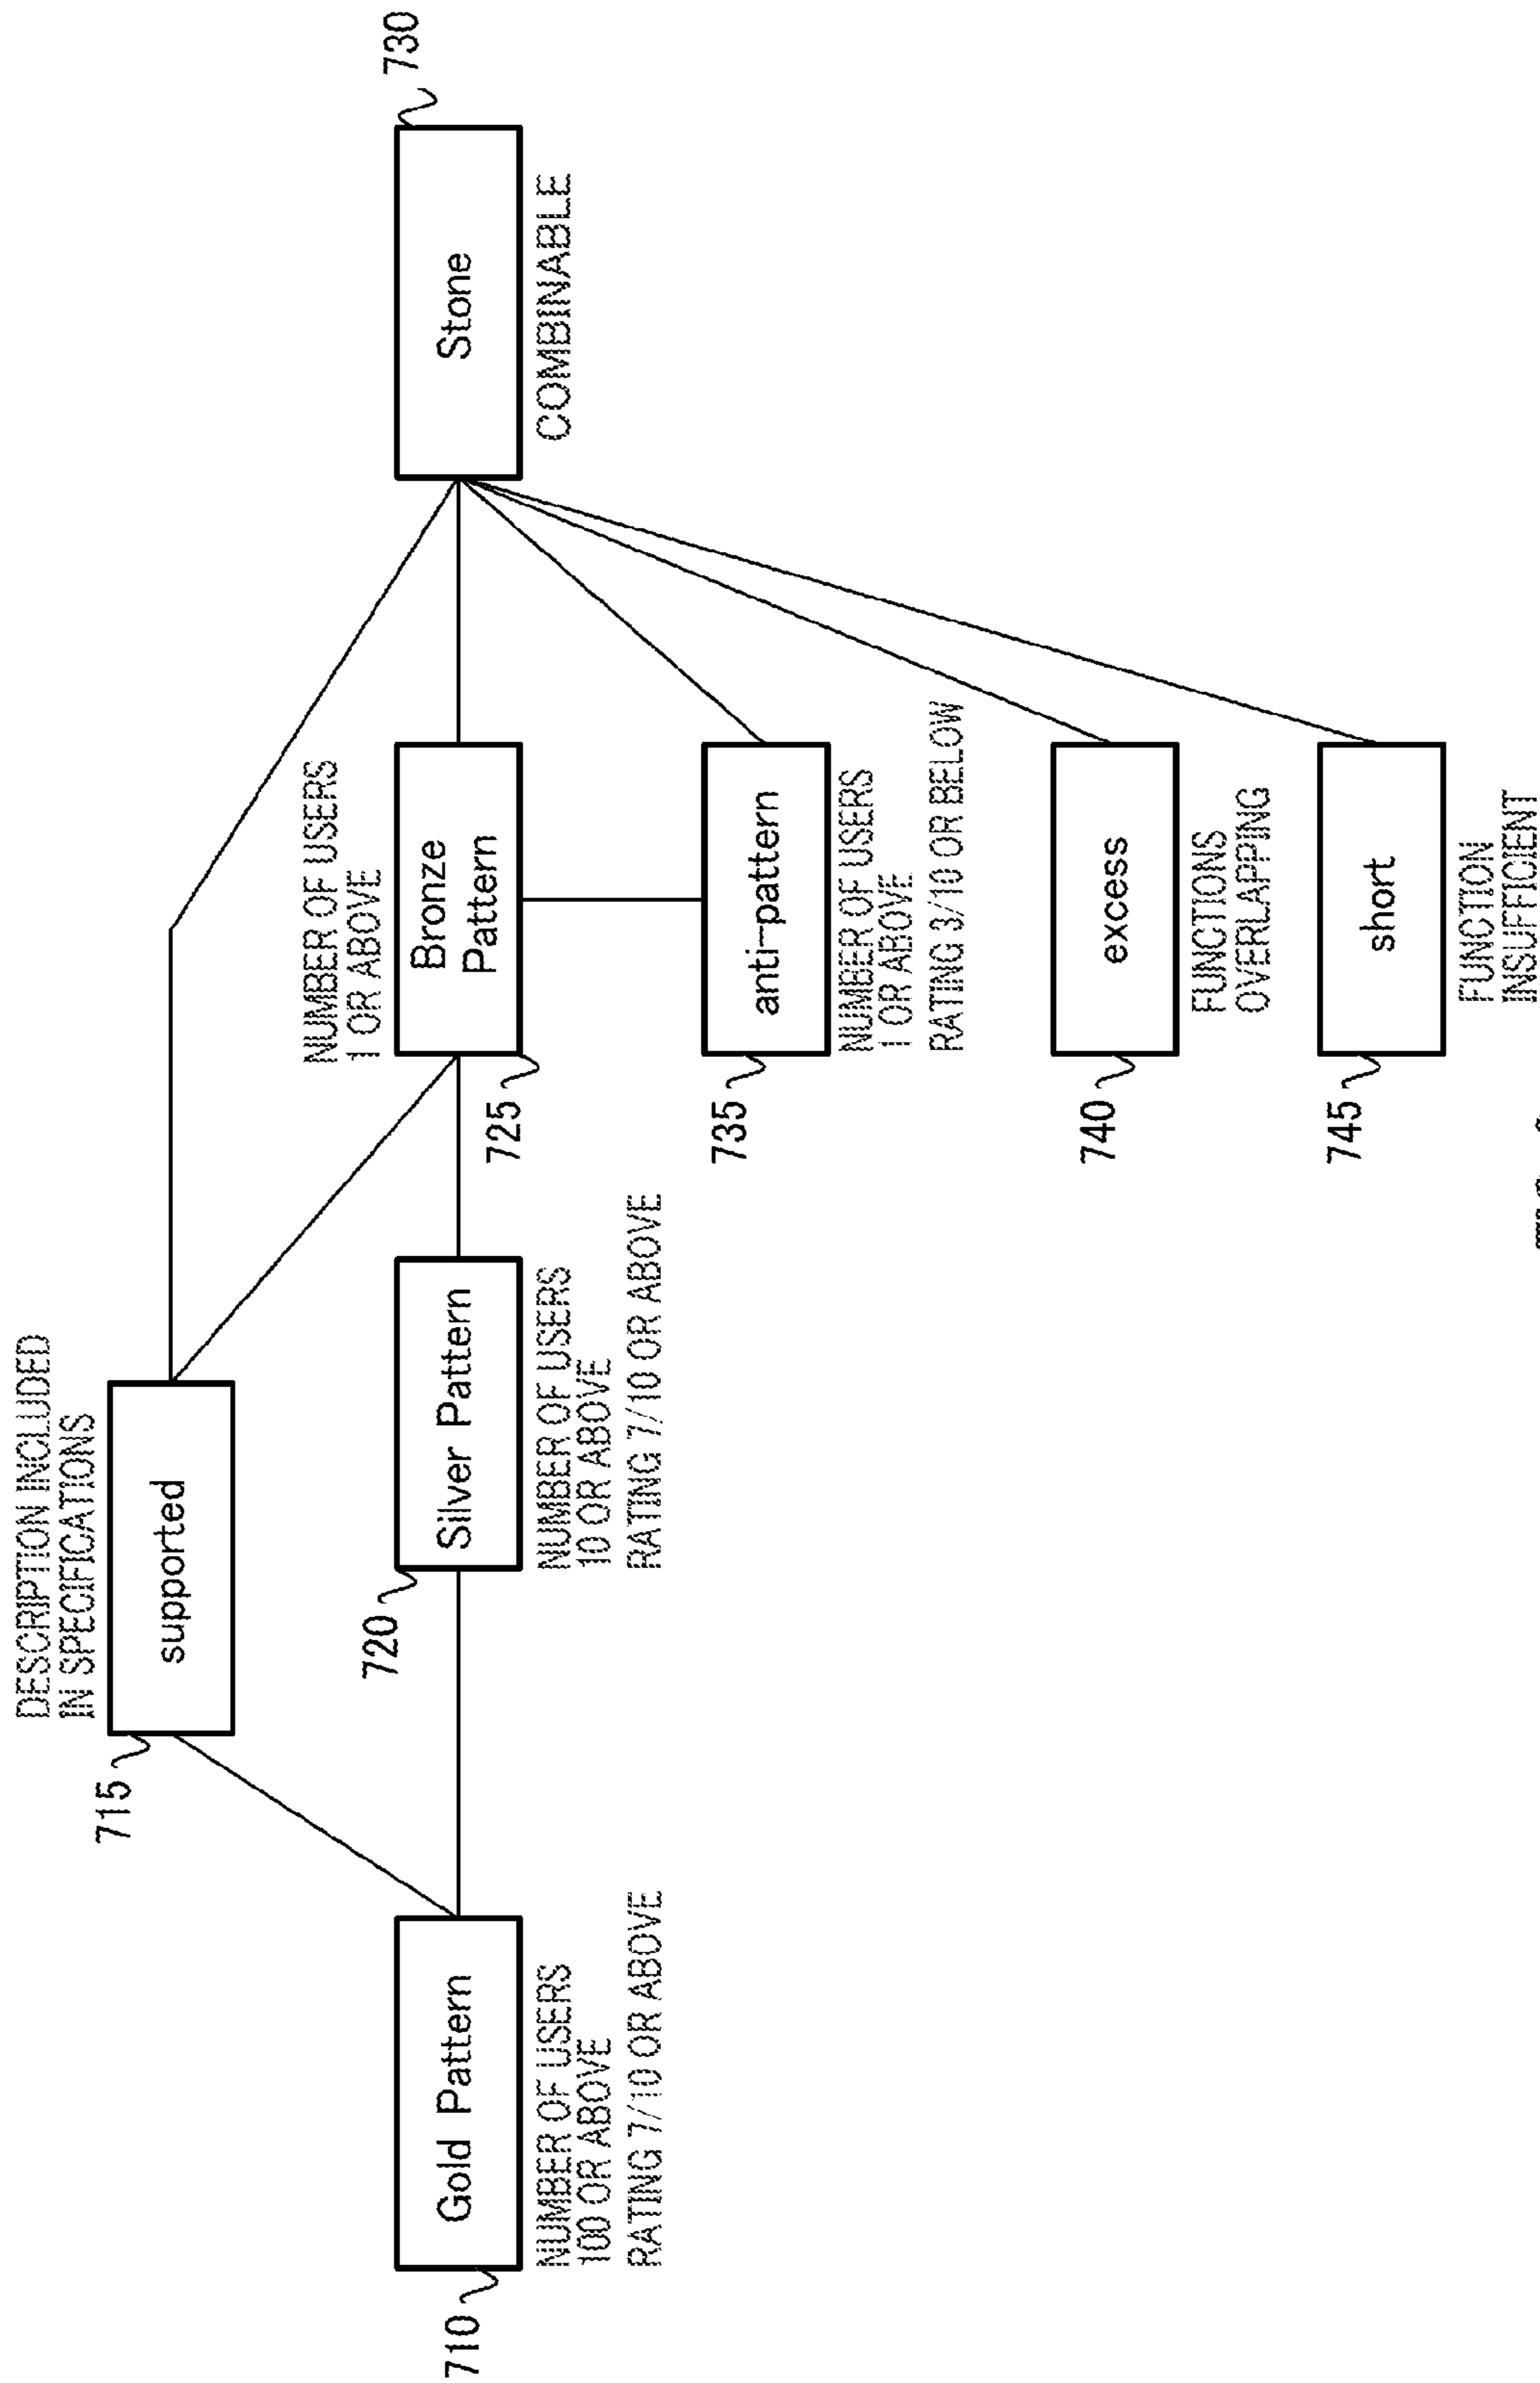 DESCRIPTION INCLUDED
IN SPECIFICATIONS
715
supported
710
Gold Pattern
NUMBER OF USERS
100 OR ABOVE
RATING 7/10 OR ABOVE
720
Silver Pattern
NUMBER OF USERS
10 OR ABOVE
RATING 7/10 OR ABOVE
NUMBER OF USERS
1 OR ABOVE
725
Bronze
Pattern
730
Stone
COMBINABLE
735
anti-pattern
NUMBER OF USERS
1 OR ABOVE
RATING 3/10 OR BELOW
740
excess
FUNCTIONS
OVERLAPPING
745
short
FUNCTION
INSUFFICIENT